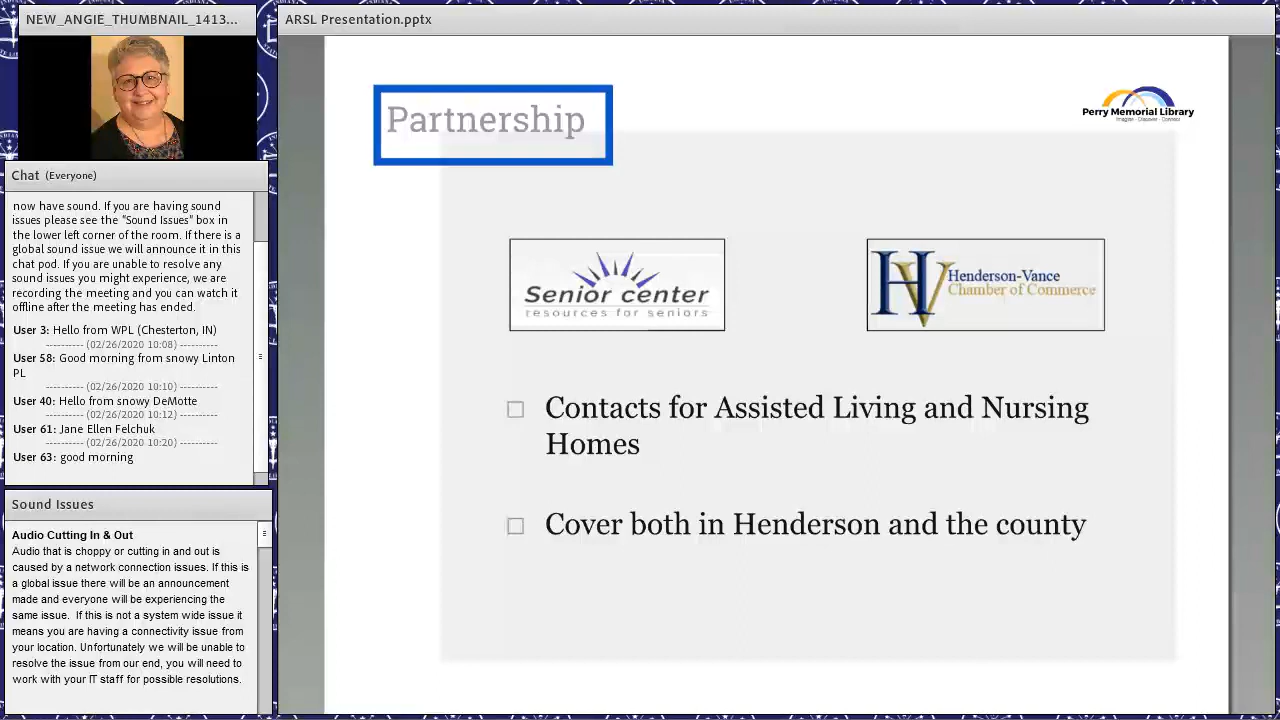 NEW_ANGIE_THUMBNAIL_1413...
Chat (Everyone)
now have sound. If you are having sound
issues please see the "Sound Issues" box in
the lower left corner of the room. If there is a
global sound issue we will announce it in this
chat pod. If you are unable to resolve any
sound issues you might experience, we are
recording the meeting and you can watch it
offline after the meeting has ended.
User 3: Hello from WPL (Chesterton, IN)
---------- (02/26/2020 10:08) ----------
User 58: Good morning from snowy Linton
PL
---------- (02/26/2020 10:10) ----------
User 40: Hello from snowy DeMotte
---------- (02/26/2020 10:12) ----------
User 61: Jane Ellen Felchuk
---------- (02/26/2020 10:20) ----------
User 63: good morning
Sound Issues
Audio Cutting In & Out
Audio that is choppy or cutting in and out is
caused by a network connection issues. If this
is a global issue there will be an announcement
made and everyone will be experiencing the
same issue.  If this is not a system wide issue it
means you are having a connectivity issue from
your location. Unfortunately we will be unable to
resolve the issue from our end, you will need to
work with your IT staff for possible resolutions.
ARSL Presentation.pptx
Partnership
Perry Memorial Library
Imagine · Discover · Connect
Senior center
resources for seniors
HV
Henderson-Vance
Chamber of Commerce
Contacts for Assisted Living and Nursing
Homes
Cover both in Henderson and the county